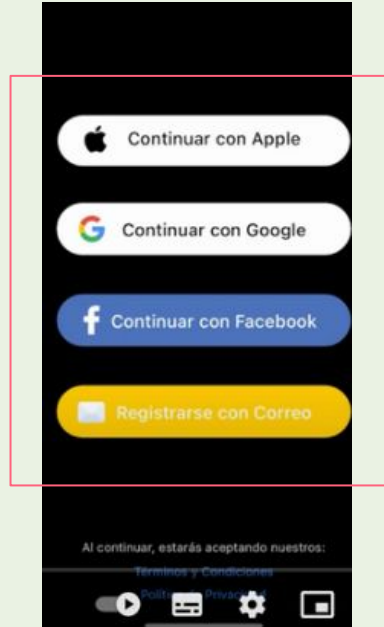 Continuar con Apple
Continuar con Google
Continuar con Facebook
Registrarse con Correo
Al continuar, estarás aceptando nuestros:
Términos y Condiciones